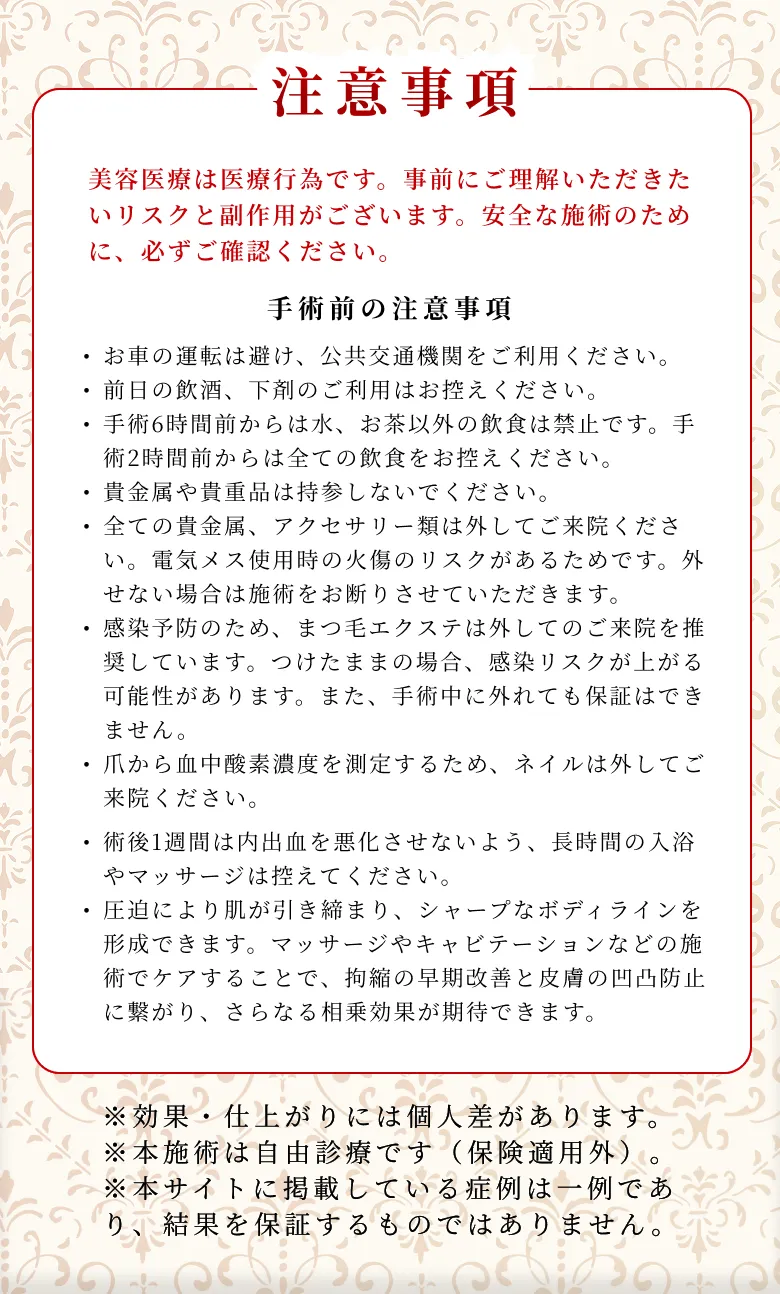 注意事項
美容医療は医療行為です。事前にご理解いただきた
いリスクと副作用がございます。安全な施術のため
に、必ずご確認ください。
手術前の注意事項
・お車の運転は避け、公共交通機関をご利用ください。
・前日の飲酒、下剤のご利用はお控えください。
・手術6時間前からは水、お茶以外の飲食は禁止です。手
術2時間前からは全ての飲食をお控えください。
・貴金属や貴重品は持参しないでください。
・全ての貴金属、アクセサリー類は外してご来院くださ
い。電気メス使用時の火傷のリスクがあるためです。外
せない場合は施術をお断りさせていただきます。
・感染予防のため、まつ毛エクステは外してのご来院を推
奨しています。つけたままの場合、感染リスクが上がる
可能性があります。また、手術中に外れても保証はでき
ません。
・爪から血中酸素濃度を測定するため、ネイルは外してご
来院ください。
・術後1週間は内出血を悪化させないよう、長時間の入浴
やマッサージは控えてください。
・圧迫により肌が引き締まり、シャープなボディラインを
形成できます。マッサージやキャビテーションなどの施
術でケアすることで、拘縮の早期改善と皮膚の凹凸防止
に繋がり、さらなる相乗効果が期待できます。
※効果・仕上がりには個人差があります。
※本施術は自由診療です（保険適用外）。
※本サイトに掲載している症例は一例であ
り、結果を保証するものではありません。